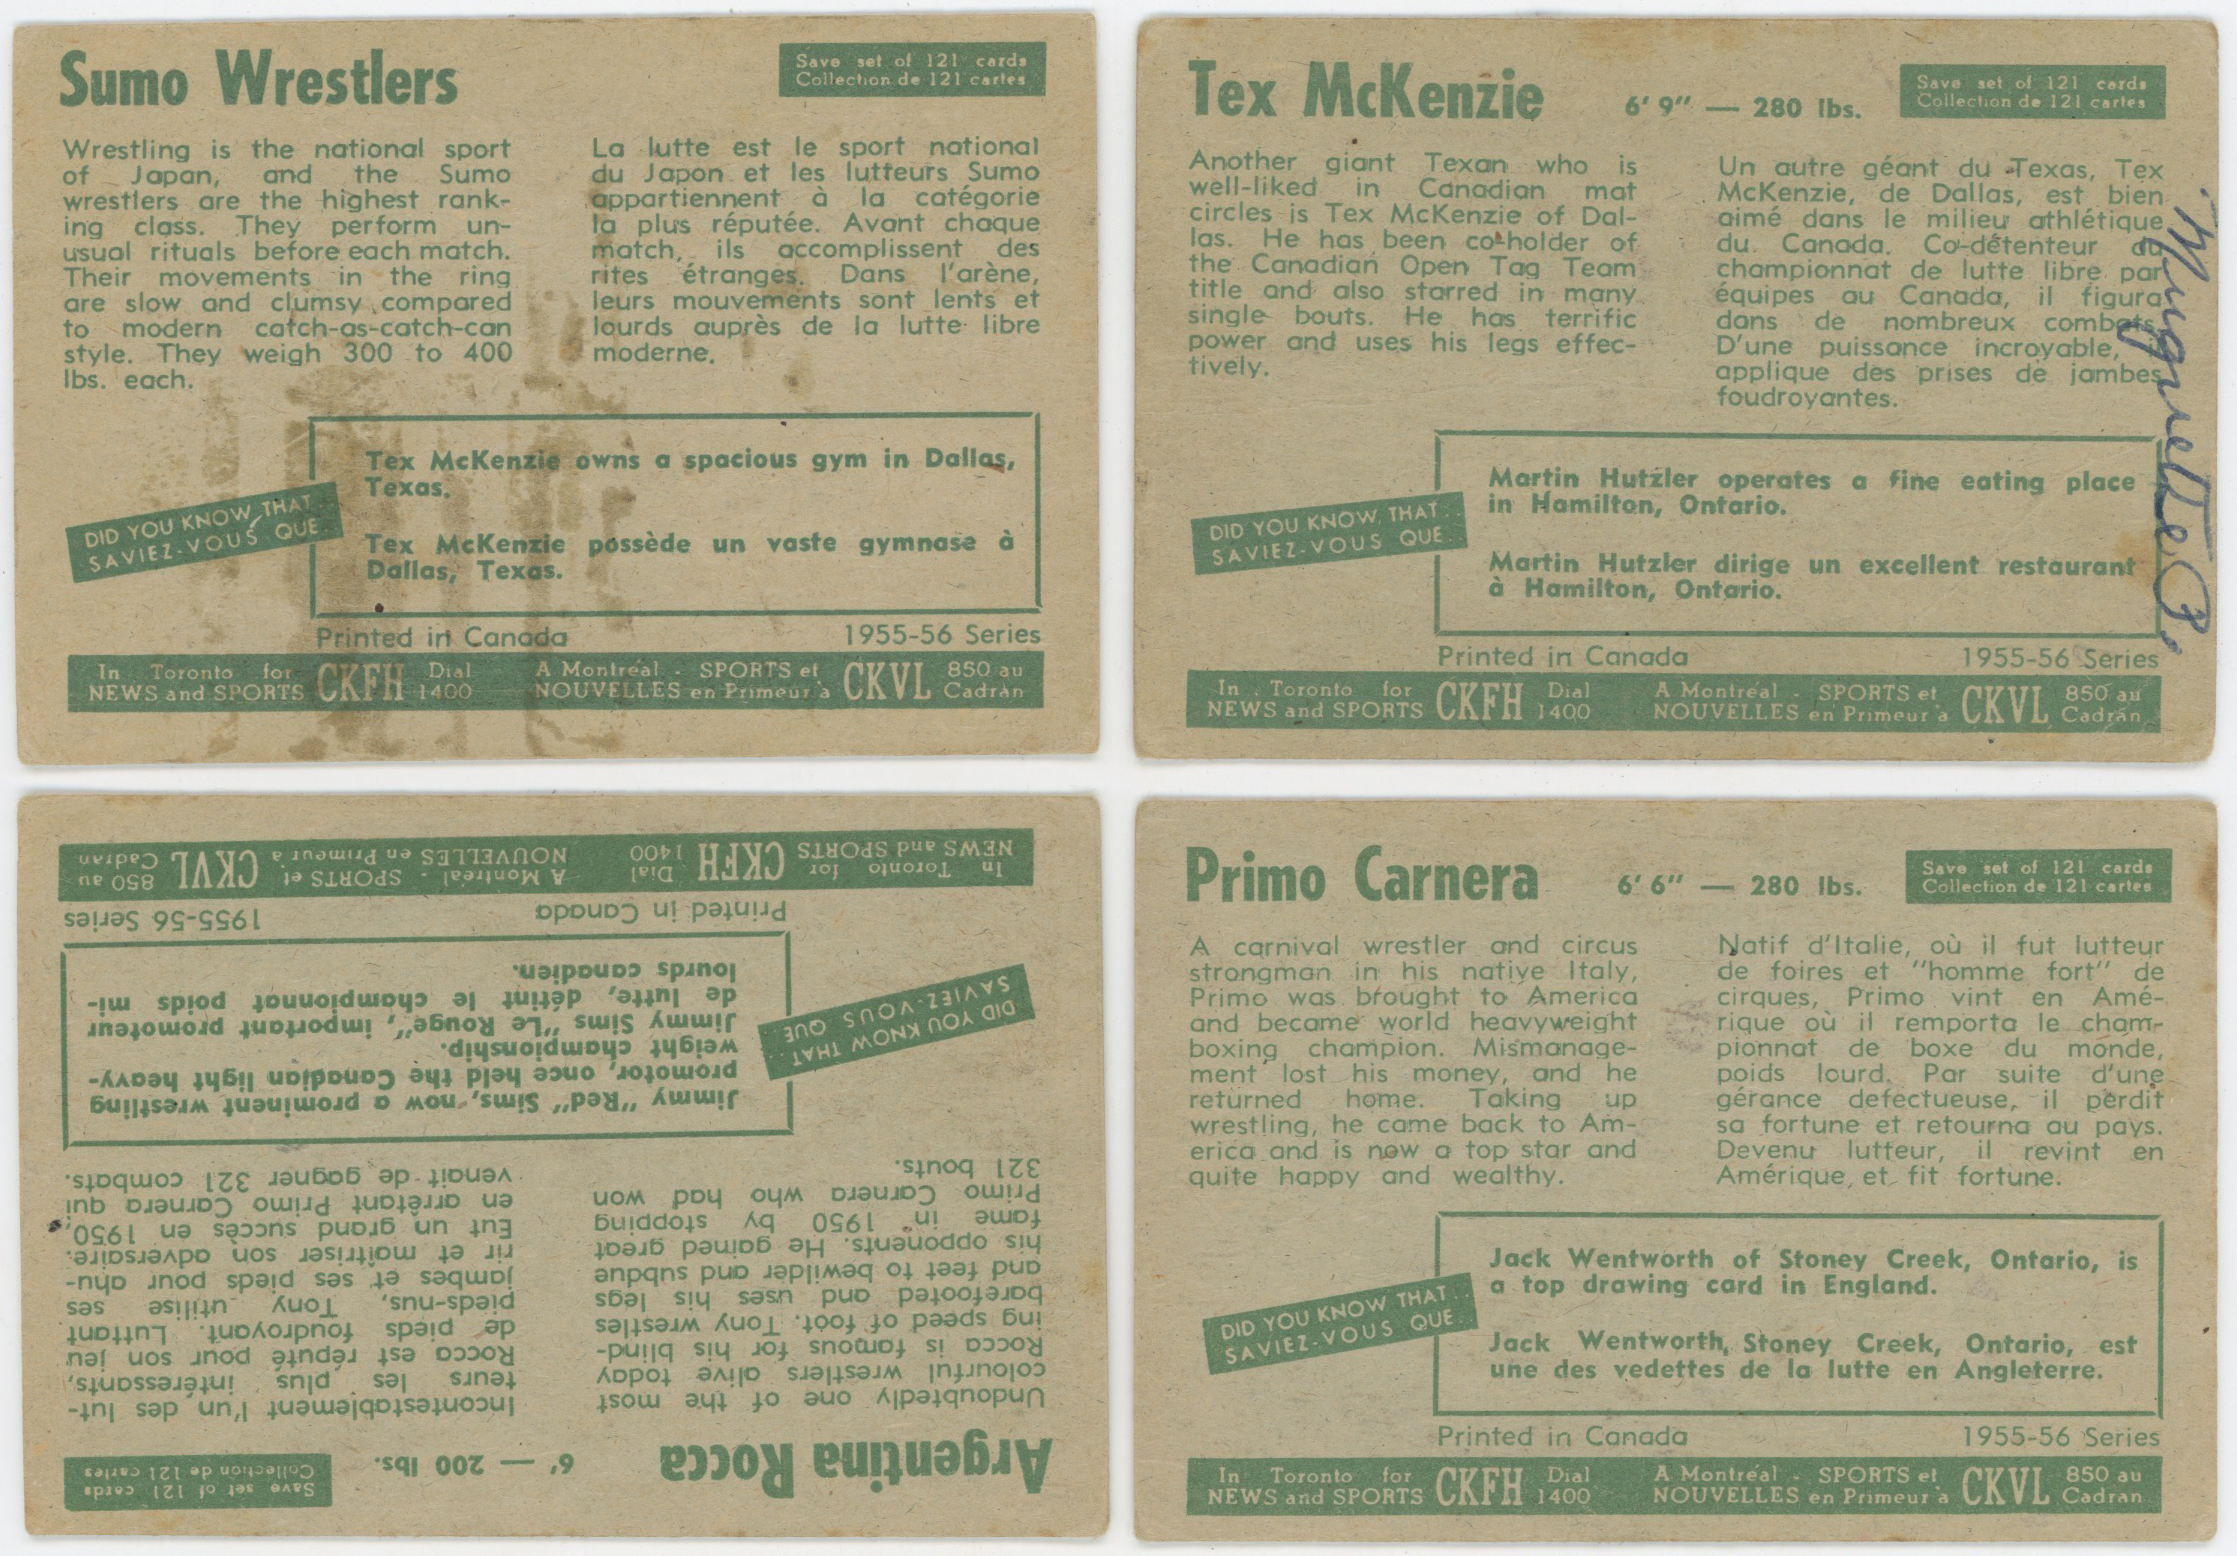 Sumo Wrestlers
Save set of 121 cards
Collection de 121 cartes
Wrestling is the national sport
of Japan, and the Sumo
wrestlers are the highest rank-
ing class. They perform un-
usual rituals before each match.
Their movements in the ring
are slow and clumsy compared
to modern catch-as-catch-can
style. They weigh 300 to 400
lbs. each.
La lutte est le sport national
du Japon et les lutteurs Sumo
appartiennent à la catégorie
la plus réputée. Avant chaque
match, ils accomplissent des
rites étranges. Dans l'arène,
leurs mouvements sont lents et
lourds auprès de la lutte libre
moderne.
DID YOU KNOW THAT . .
SAVIEZ-VOUS QUE . .
Tex McKenzie owns a spacious gym in Dallas,
Texas.
Tex McKenzie possède un vaste gymnase à
Dallas, Texas.
Printed in Canada 1955-56 Series
In Toronto for NEWS and SPORTS CKFH Dial 1400
A Montréal - SPORTS et NOUVELLES en Primeur à CKVL 850 au Cadran
Tex McKenzie 6' 9" — 280 lbs.
Save set of 121 cards
Collection de 121 cartes
Another giant Texan who is
well-liked in Canadian mat
circles is Tex McKenzie of Dal-
las. He has been co-holder of
the Canadian Open Tag Team
title and also starred in many
single bouts. He has terrific
power and uses his legs effec-
tively.
Un autre géant du Texas, Tex
McKenzie, de Dallas, est bien
aimé dans le milieu athlétique
du Canada. Co-détenteur du
championnat de lutte libre par
équipes au Canada, il figura
dans de nombreux combats.
D'une puissance incroyable, il
applique des prises de jambes
foudroyantes.
DID YOU KNOW THAT . .
SAVIEZ-VOUS QUE . .
Martin Hutzler operates a fine eating place
in Hamilton, Ontario.
Martin Hutzler dirige un excellent restaurant
à Hamilton, Ontario.
Printed in Canada 1955-56 Series
In Toronto for NEWS and SPORTS CKFH Dial 1400
A Montréal - SPORTS et NOUVELLES en Primeur à CKVL 850 au Cadran
Argentina Rocca 6' — 200 lbs.
Save set of 121 cards
Collection de 121 cartes
Undoubtedly one of the most
colourful wrestlers alive today
Rocca is famous for his blind-
ing speed of foot. Tony wrestles
barefooted and uses his legs
and feet to bewilder and subdue
his opponents. He gained great
fame in 1950 by stopping
Primo Carnera who had won
321 bouts.
Incontestablement l'un des lut-
teurs les plus intéressants,
Rocca est réputé pour son jeu
de pieds foudroyant. Luttant
pieds-nus, Tony utilise ses
jambes et ses pieds pour ahu-
rir et maîtriser son adversaire.
Eut un grand succès en 1950,
en arrêtant Primo Carnera qui
venait de gagner 321 combats.
DID YOU KNOW THAT . .
SAVIEZ-VOUS QUE . .
Jimmy "Red" Sims, now a prominent wrestling
promotor, once held the Canadian light heavy-
weight championship.
Jimmy Sims "Le Rouge", important promoteur
de lutte, détint le championnat poids mi-
lourds canadien.
Printed in Canada 1955-56 Series
In Toronto for NEWS and SPORTS CKFH Dial 1400
A Montréal - SPORTS et NOUVELLES en Primeur à CKVL 850 au Cadran
Primo Carnera 6' 6" — 280 lbs.
Save set of 121 cards
Collection de 121 cartes
A carnival wrestler and circus
strongman in his native Italy,
Primo was brought to America
and became world heavyweight
boxing champion. Mismanage-
ment lost his money, and he
returned home. Taking up
wrestling, he came back to Am-
erica and is now a top star and
quite happy and wealthy.
Natif d'Italie, où il fut lutteur
de foires et "homme fort" de
cirques, Primo vint en Amé-
rique où il remporta le cham-
pionnat de boxe du monde,
poids lourd. Par suite d'une
gérance defectueuse, il perdit
sa fortune et retourna au pays.
Devenu lutteur, il revint en
Amérique, et fit fortune.
DID YOU KNOW THAT . .
SAVIEZ-VOUS QUE . .
Jack Wentworth of Stoney Creek, Ontario, is
a top drawing card in England.
Jack Wentworth, Stoney Creek, Ontario, est
une des vedettes de la lutte en Angleterre.
Printed in Canada 1955-56 Series
In Toronto for NEWS and SPORTS CKFH Dial 1400
A Montréal - SPORTS et NOUVELLES en Primeur à CKVL 850 au Cadran